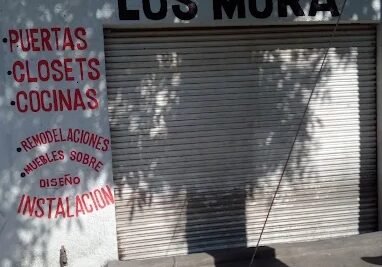 LOS MORA
•PUERTAS
•CLOSETS
•COCINAS
•REMODELACIONES
•MUEBLES SOBRE
DISEÑO
INSTALACION